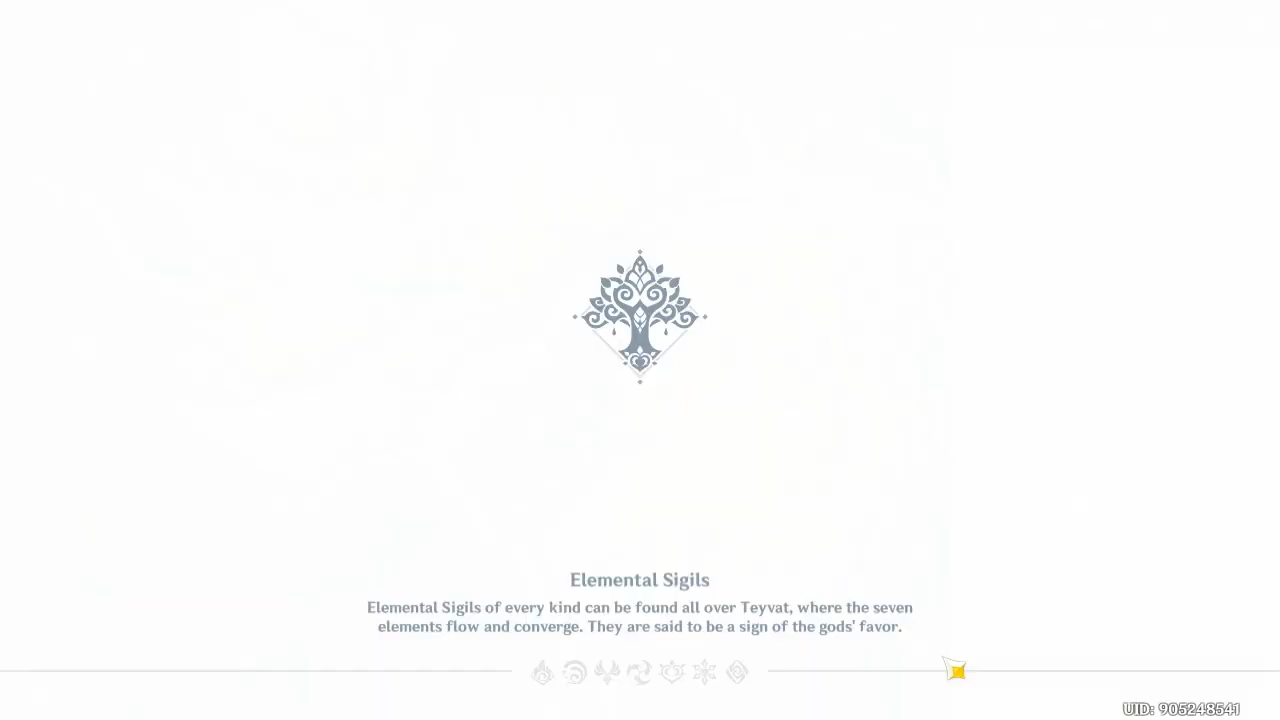 Elemental Sigils
Elemental Sigils of every kind can be found all over Teyvat, where the seven
elements flow and converge. They are said to be a sign of the gods' favor.
UID: 905248541